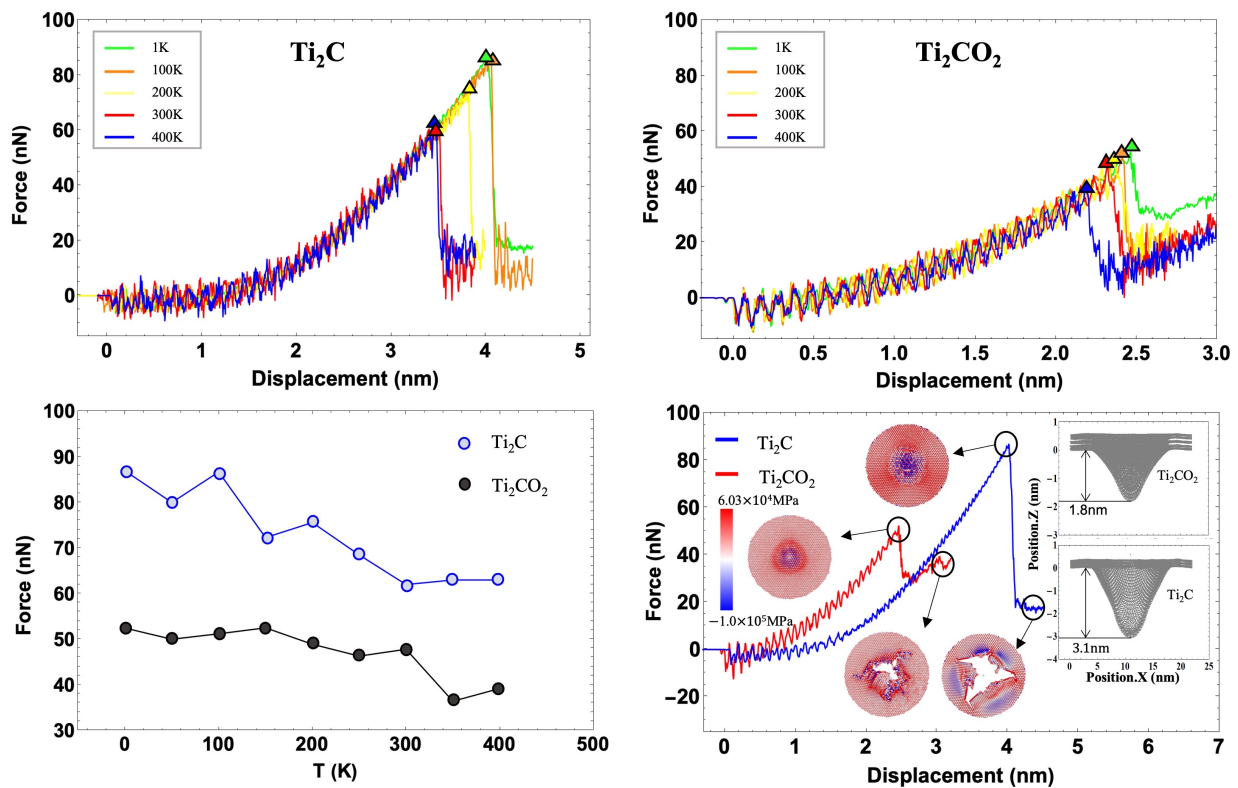 100
80
60
40
20
0
0
1
2
3
4
5
Force (nN)
Displacement (nm)
Ti₂C
1K
100K
200K
300K
400K
100
80
60
40
20
0
0.0
0.5
1.0
1.5
2.0
2.5
3.0
Force (nN)
Displacement (nm)
Ti₂CO₂
1K
100K
200K
300K
400K
100
90
80
70
60
50
40
30
0
100
200
300
400
500
Force (nN)
T (K)
Ti₂C
Ti₂CO₂
100
80
60
40
20
0
−20
0
1
2
3
4
5
6
7
Force (nN)
Displacement (nm)
Ti₂C
Ti₂CO₂
6.03×10⁴MPa
−1.0×10⁵MPa
1
0
−1
−2
−3
Ti₂CO₂
1.8nm
Position.Z (nm)
1
0
−1
−2
−3
−4
Ti₂C
3.1nm
0
5
10
15
20
25
Position.X (nm)